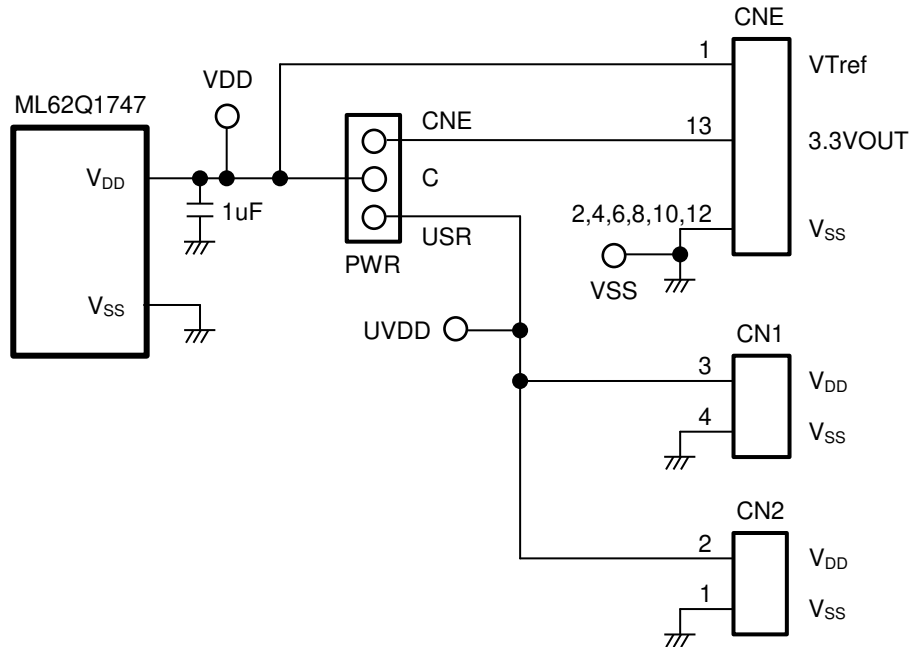 CNE
1
VTref
VDD
ML62Q1747
CNE
13
3.3VOUT
VDD
C
1uF
USR
2,4,6,8,10,12
VSS
PWR
VSS
VSS
UVDD
CN1
3
VDD
4
VSS
CN2
2
VDD
1
VSS